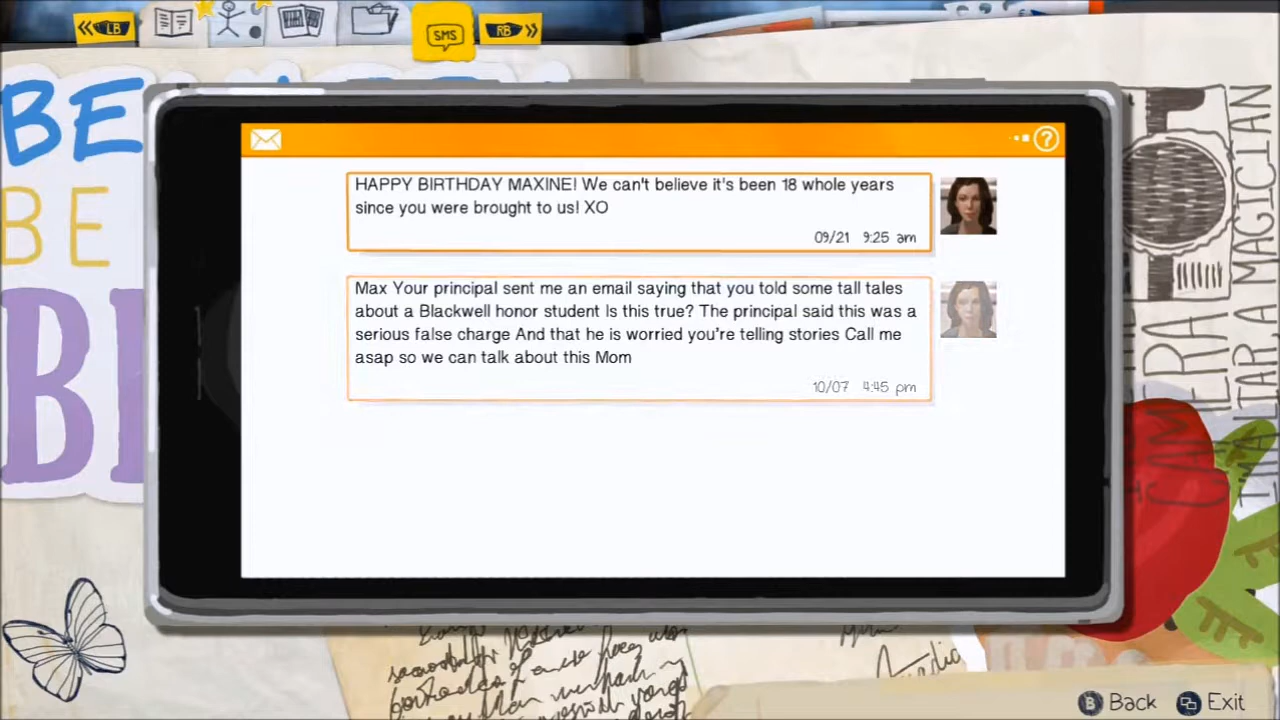 LB
SMS
RB
HAPPY BIRTHDAY MAXINE! We can't believe it's been 18 whole years
since you were brought to us! XO
09/21 9:25 am
Max Your principal sent me an email saying that you told some tall tales
about a Blackwell honor student Is this true? The principal said this was a
serious false charge And that he is worried you're telling stories Call me
asap so we can talk about this Mom
10/07 4:45 pm
BE
BE
MAGICIAN
B Back
Exit